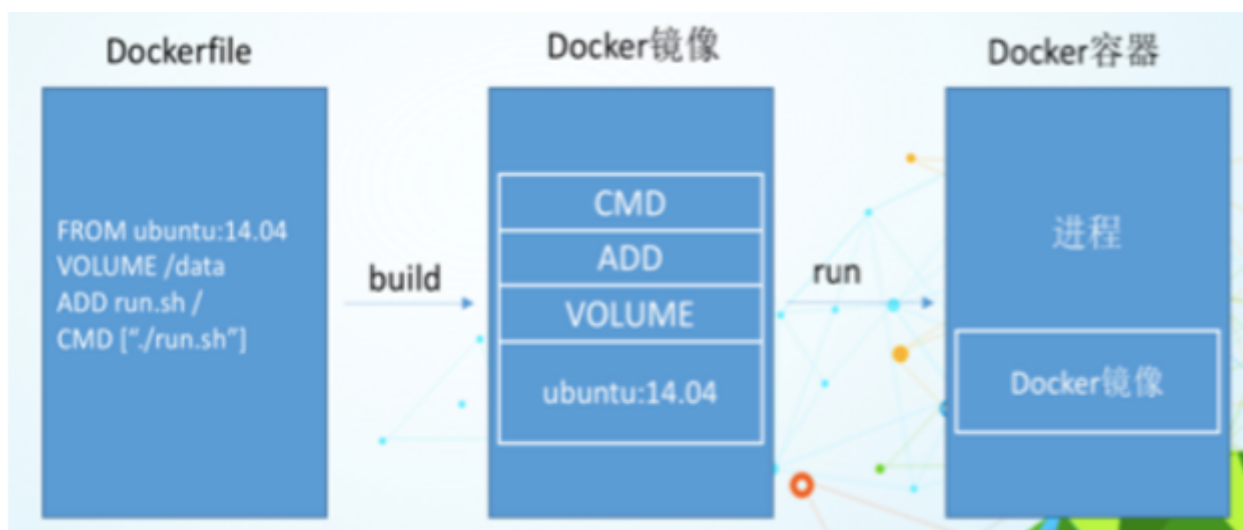 Dockerfile
FROM ubuntu:14.04
VOLUME /data
ADD run.sh /
CMD [“./run.sh”]
build
Docker镜像
CMD
ADD
VOLUME
ubuntu:14.04
run
Docker容器
进程
Docker镜像